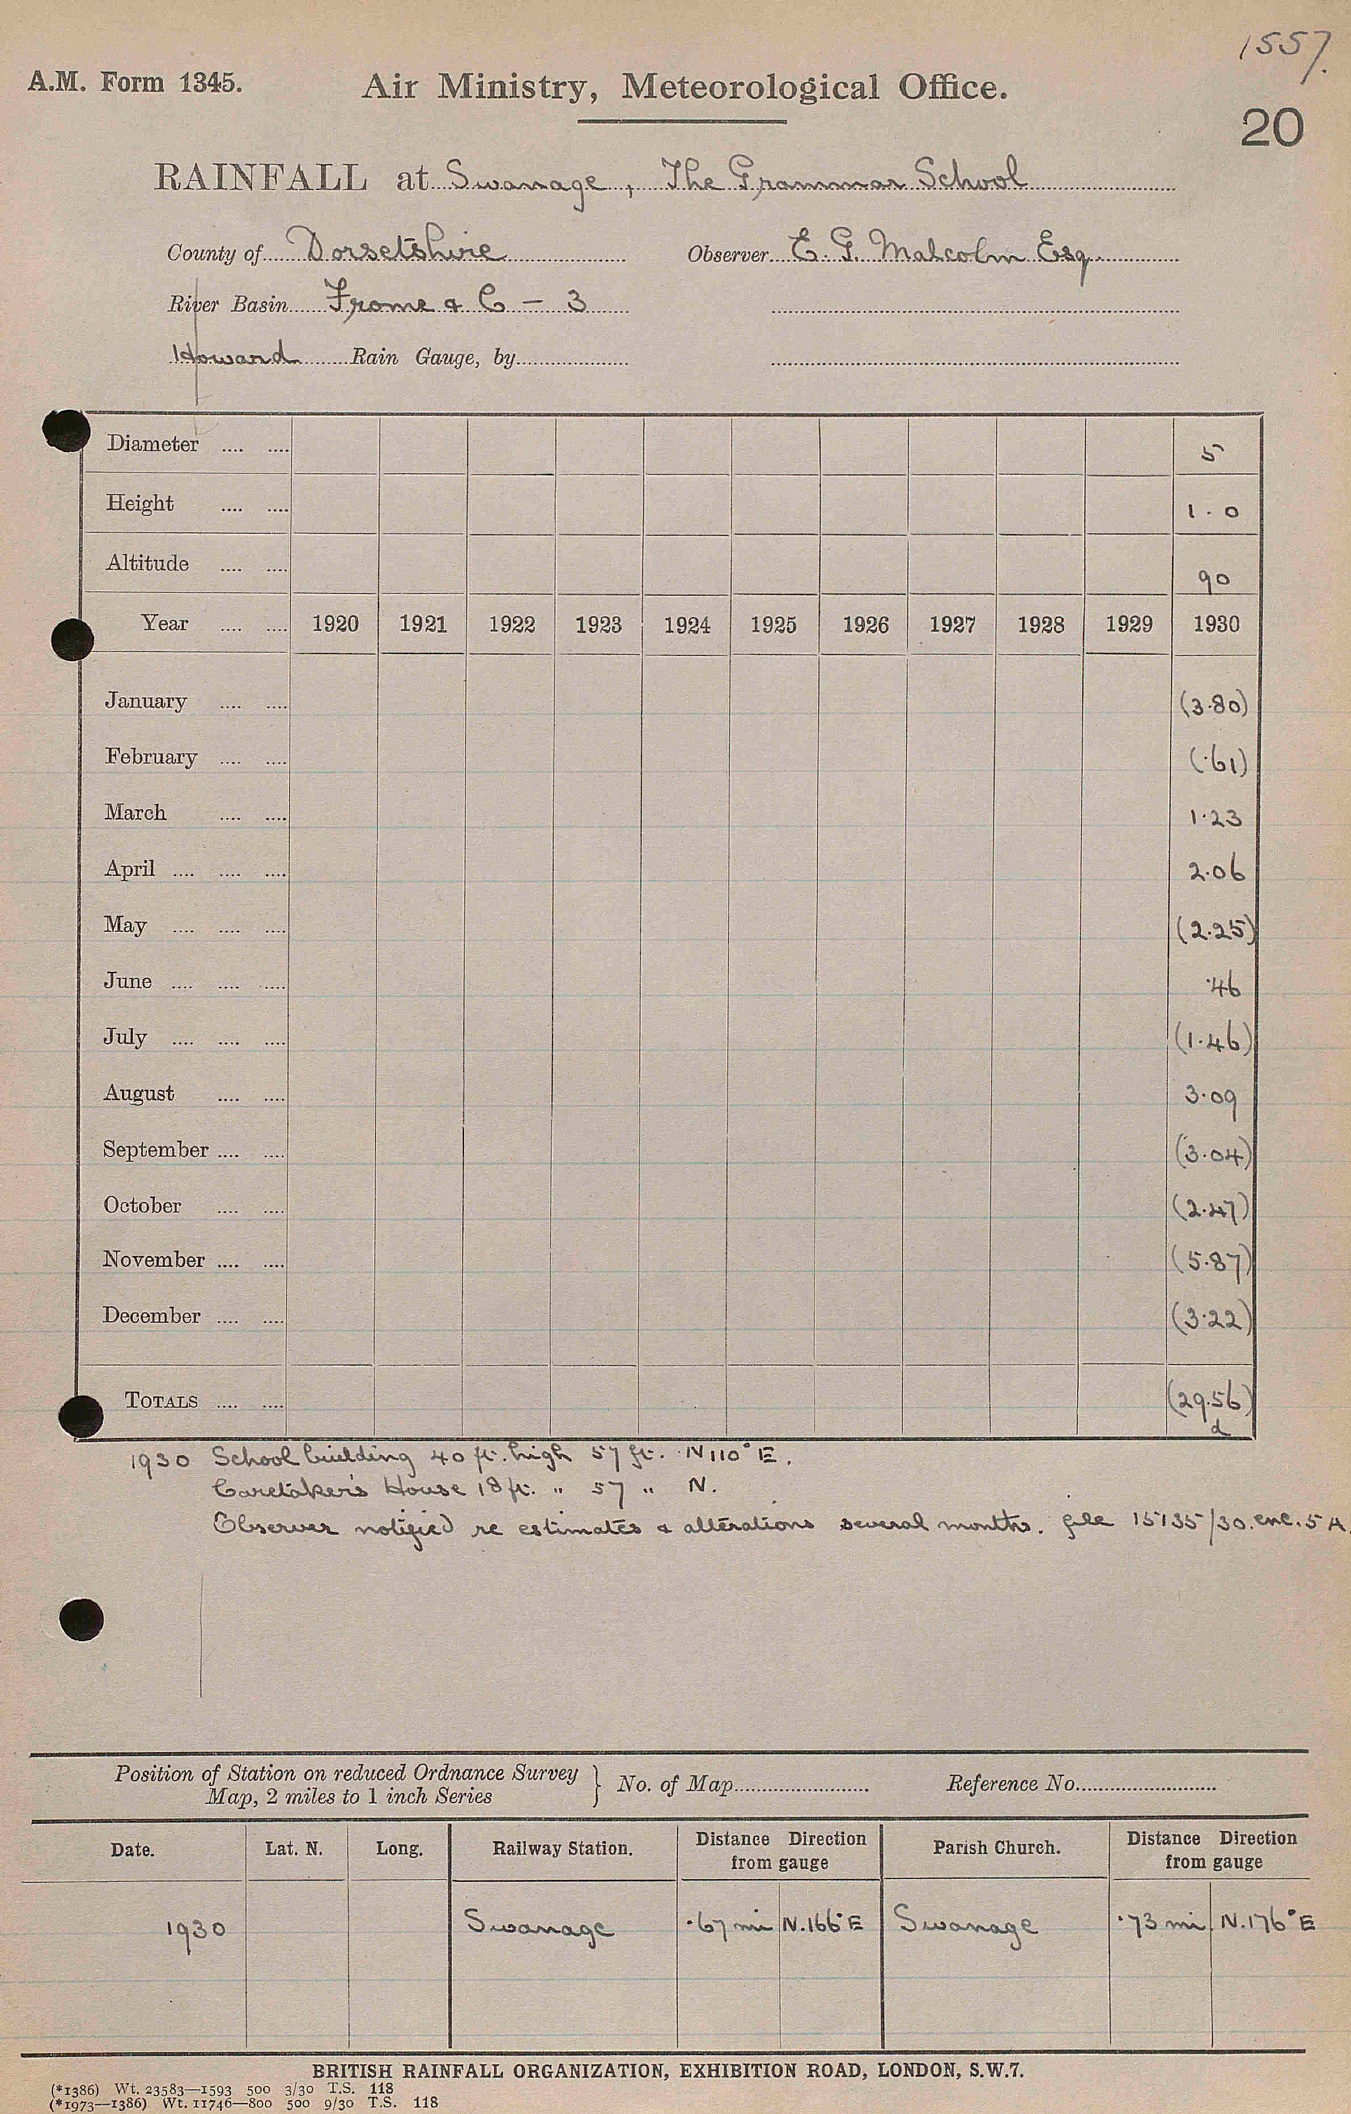 1557.
A.M. Form 1345. Air Ministry, Meteorological Office.
20
RAINFALL at Swanage, The Grammar School
County of Dorsetshire Observer E. G. Malcolm Esq.
River Basin Frome & C – 3
Howard Rain Gauge, by
Diameter .... .... 5
Height .... .... 1.0
Altitude .... .... 90
Year .... .... 1920 1921 1922 1923 1924 1925 1926 1927 1928 1929 1930
January .... .... (3.80)
February .... .... (.61)
March .... .... 1.23
April .... .... .... 2.06
May .... .... .... (2.25)
June .... .... .... .46
July .... .... .... (1.46)
August .... .... 3.09
September .... .... (3.04)
October .... .... (2.47)
November .... .... (5.87)
December .... .... (3.22)
TOTALS .... .... (29.56)
d
1930 School building 40 ft. high 57 ft. N 110° E.
Caretaker's House 18 ft. " 57 " N.
Observer notified re estimates & alterations several months. file 15135/30. enc. 5A.
Position of Station on reduced Ordnance Survey
Map, 2 miles to 1 inch Series } No. of Map Reference No.
Date. Lat. N. Long. Railway Station. Distance Direction from gauge Parish Church. Distance Direction from gauge
1930 Swanage .67 mi N.166° E Swanage .73 mi N.176° E
BRITISH RAINFALL ORGANIZATION, EXHIBITION ROAD, LONDON, S.W.7.
(*1386) Wt. 23583—1593 500 3/30 T.S. 118
(*1973—1386) Wt. 11746—800 500 9/30 T.S. 118